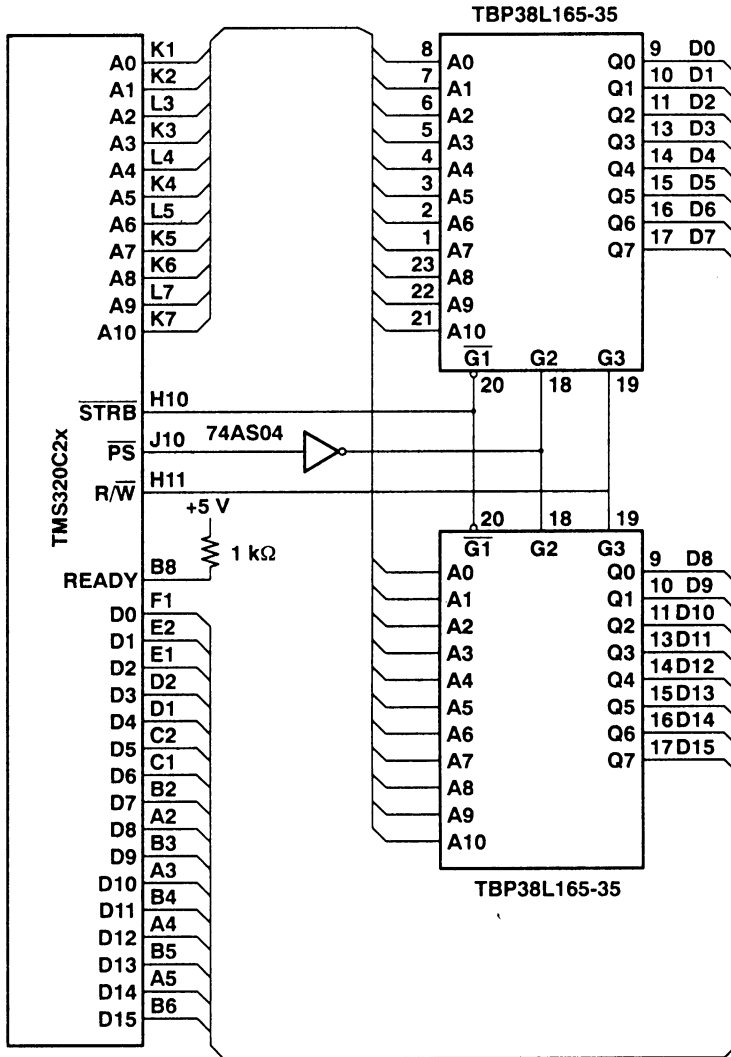 TBP38L165-35
TMS320C2x
A0 K1
A1 K2
A2 L3
A3 K3
A4 L4
A5 K4
A6 L5
A7 K5
A8 K6
A9 L7
A10 K7
STRB H10
PS J10
74AS04
R/W H11
+5 V
1 kΩ
READY B8
D0 F1
D1 E2
D2 E1
D3 D2
D4 D1
D5 C2
D6 C1
D7 B2
D8 A2
D9 B3
D10 A3
D11 B4
D12 A4
D13 B5
D14 A5
D15 B6
8 A0 Q0 9 D0
7 A1 Q1 10 D1
6 A2 Q2 11 D2
5 A3 Q3 13 D3
4 A4 Q4 14 D4
3 A5 Q5 15 D5
2 A6 Q6 16 D6
1 A7 Q7 17 D7
23 A8
22 A9
21 A10
G1 G2 G3
20 18 19
20 18 19
G1 G2 G3
A0 Q0 9 D8
A1 Q1 10 D9
A2 Q2 11 D10
A3 Q3 13 D11
A4 Q4 14 D12
A5 Q5 15 D13
A6 Q6 16 D14
A7 Q7 17 D15
A8
A9
A10
TBP38L165-35